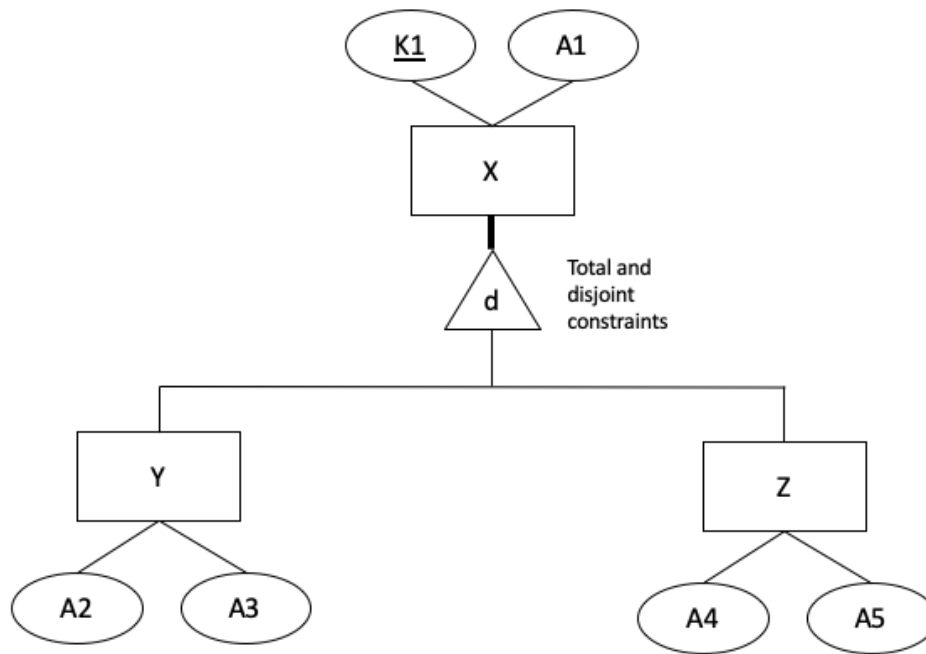 K1
A1
X
d
Total and
disjoint
constraints
Y
Z
A2
A3
A4
A5